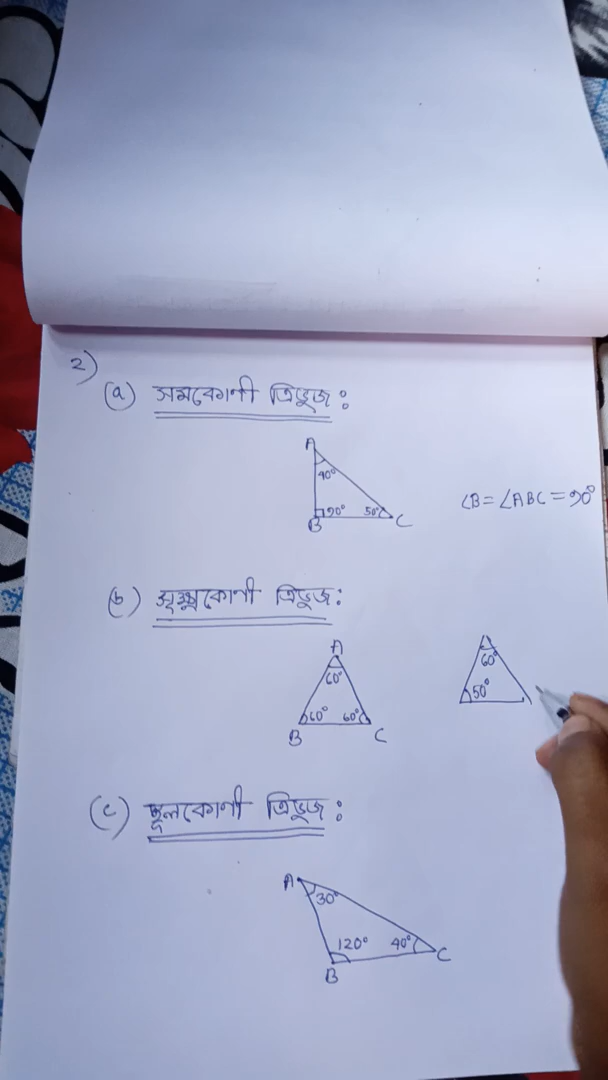 2)
(a) সমকোণী ত্রিভুজ :
A
40°
90° 50°
B C
∠B = ∠ABC = 90°
(b) সূক্ষ্মকোণী ত্রিভুজ :
A
60°
60° 60°
B C
60°
50°
(c) স্থূলকোণী ত্রিভুজ :
A
30°
120° 40°
B C